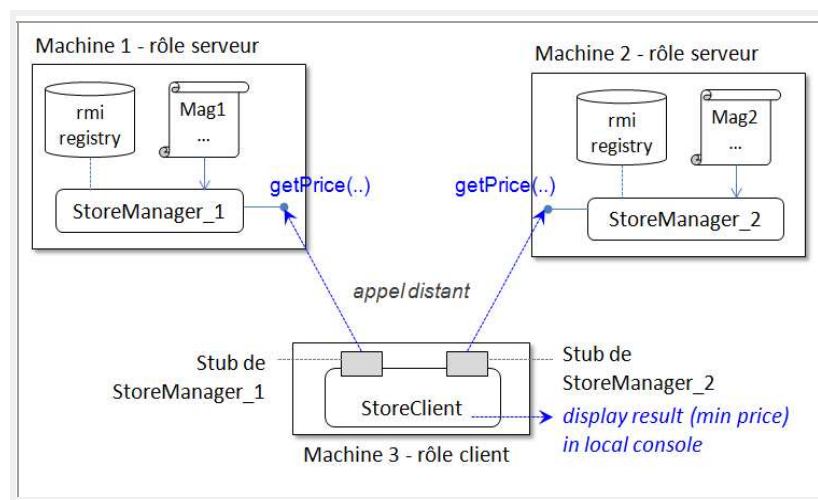 Machine 1 - rôle serveur
Machine 2 - rôle serveur
rmi
registry
Mag1
...
rmi
registry
Mag2
...
getPrice(..)
getPrice(..)
StoreManager_1
StoreManager_2
appel distant
Stub de
StoreManager_1
Stub de
StoreManager_2
StoreClient
display result (min price)
in local console
Machine 3 - rôle client